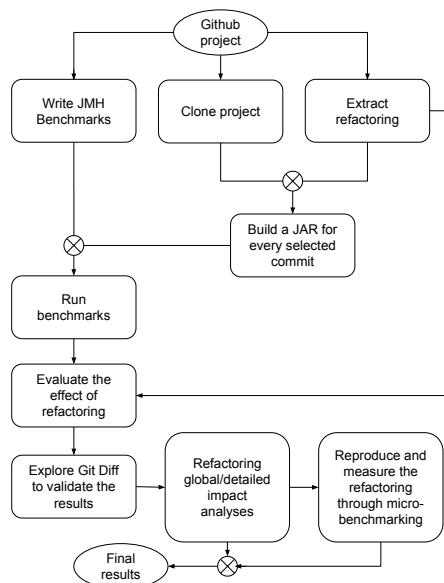 Github
project
Write JMH
Benchmarks
Clone project
Extract
refactoring
Build a JAR for
every selected
commit
Run
benchmarks
Evaluate the
effect of
refactoring
Explore Git Diff
to validate the
results
Refactoring
global/detailed
impact
analyses
Reproduce and
measure the
refactoring
through micro-
benchmarking
Final
results